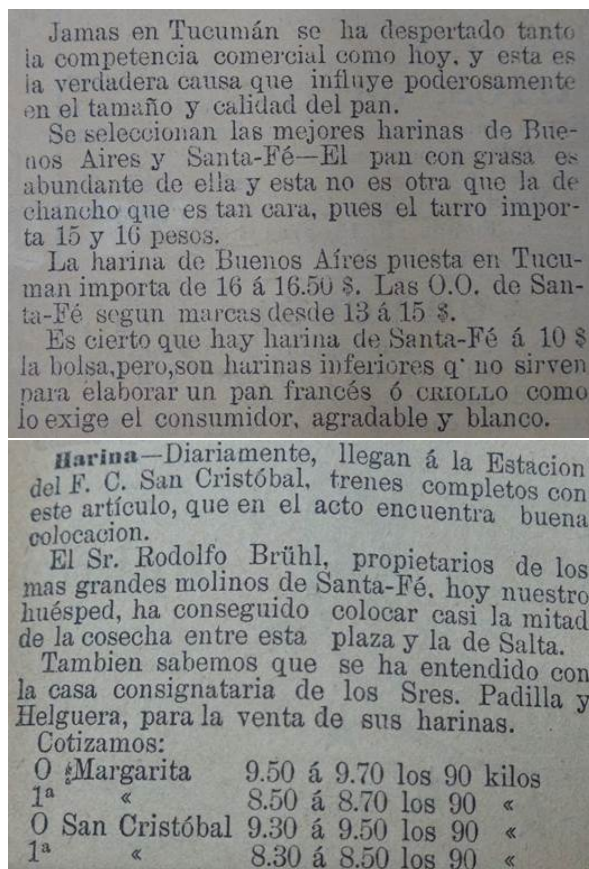 Jamas en Tucumán se ha despertado tanto
la competencia comercial como hoy, y esta es
la verdadera causa que influye poderosamente
en el tamaño y calidad del pan.
Se seleccionan las mejores harinas de Bue-
nos Aires y Santa-Fé—El pan con grasa es
abundante de ella y esta no es otra que la de
chancho que es tan cara, pues el tarro impor-
ta 15 y 16 pesos.
La harina de Buenos Aíres puesta en Tucu-
man importa de 16 á 16.50 $. Las O.O. de San-
ta-Fé segun marcas desde 13 á 15 $.
Es cierto que hay harina de Santa-Fé á 10 $
la bolsa,pero,son harinas inferiores q' no sirven
para elaborar un pan francés ó CRIOLLO como
lo exige el consumidor, agradable y blanco.
Harina—Diariamente, llegan á la Estacion
del F. C. San Cristóbal, trenes completos con
este artículo, que en el acto encuentra buena
colocacion.
El Sr. Rodolfo Brühl, propietarios de los
mas grandes molinos de Santa-Fé, hoy nuestro
huésped, ha conseguido colocar casi la mitad
de la cosecha entre esta plaza y la de Salta.
Tambien sabemos que se ha entendido con
la casa consignataria de los Sres. Padilla y
Helguera, para la venta de sus harinas.
Cotizamos:
O Margarita 9.50 á 9.70 los 90 kilos
1ª « 8.50 á 8.70 los 90 «
O San Cristóbal 9.30 á 9.50 los 90 «
1ª « 8.30 á 8.50 los 90 «